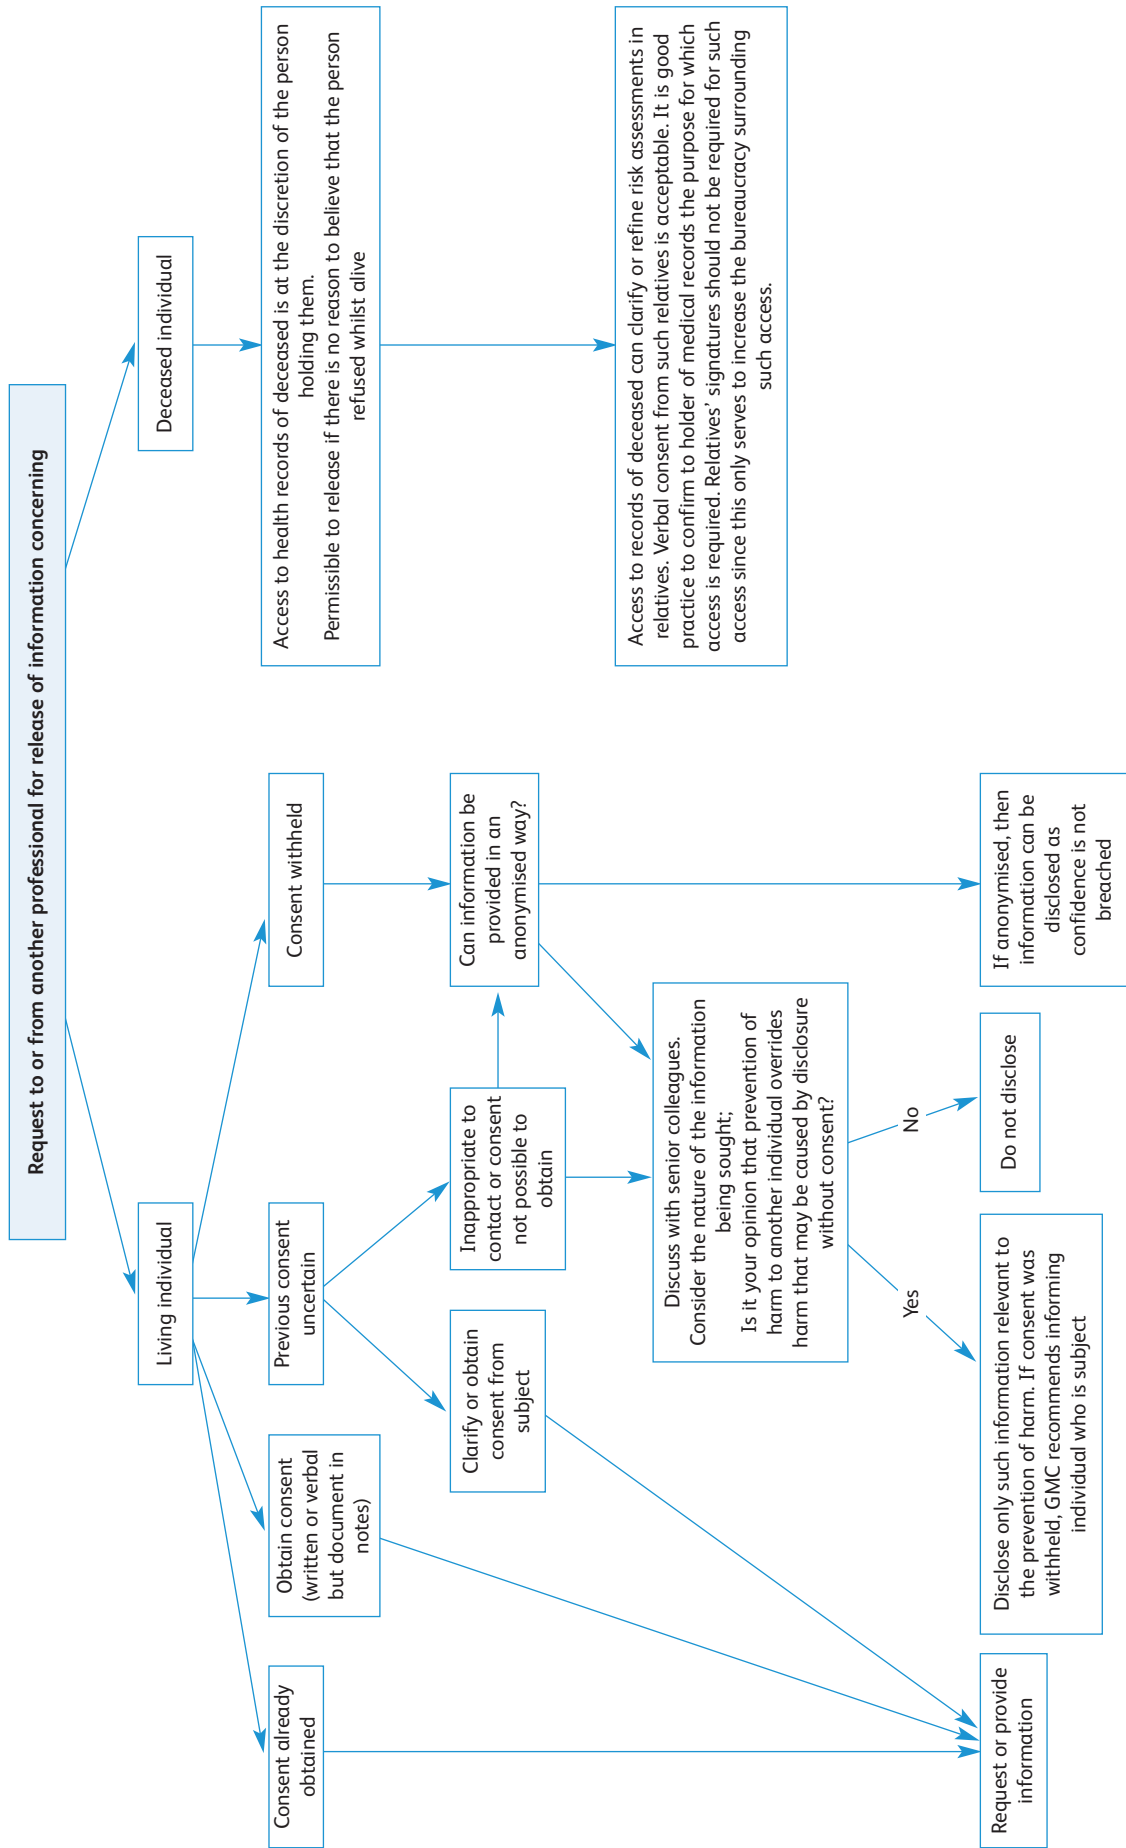 Request to or from another professional for release of information concerning
Living individual
Deceased individual
Consent already
obtained
Obtain consent
(written or verbal
but document in
notes)
Previous consent
uncertain
Consent withheld
Access to health records of deceased is at the discretion of the person
holding them.
Permissible to release if there is no reason to believe that the person
refused whilst alive
Clarify or obtain
consent from
subject
Inappropriate to
contact or consent
not possible to
obtain
Can information be
provided in an
anonymised way?
Discuss with senior colleagues.
Consider the nature of the information
being sought;
Is it your opinion that prevention of
harm to another individual overrides
harm that may be caused by disclosure
without consent?
Access to records of deceased can clarify or refine risk assessments in
relatives. Verbal consent from such relatives is acceptable. It is good
practice to confirm to holder of medical records the purpose for which
access is required. Relatives’ signatures should not be required for such
access since this only serves to increase the bureaucracy surrounding
such access.
Yes
No
Request or provide
information
Disclose only such information relevant to
the prevention of harm. If consent was
withheld, GMC recommends informing
individual who is subject
Do not disclose
If anonymised, then
information can be
disclosed as
confidence is not
breached